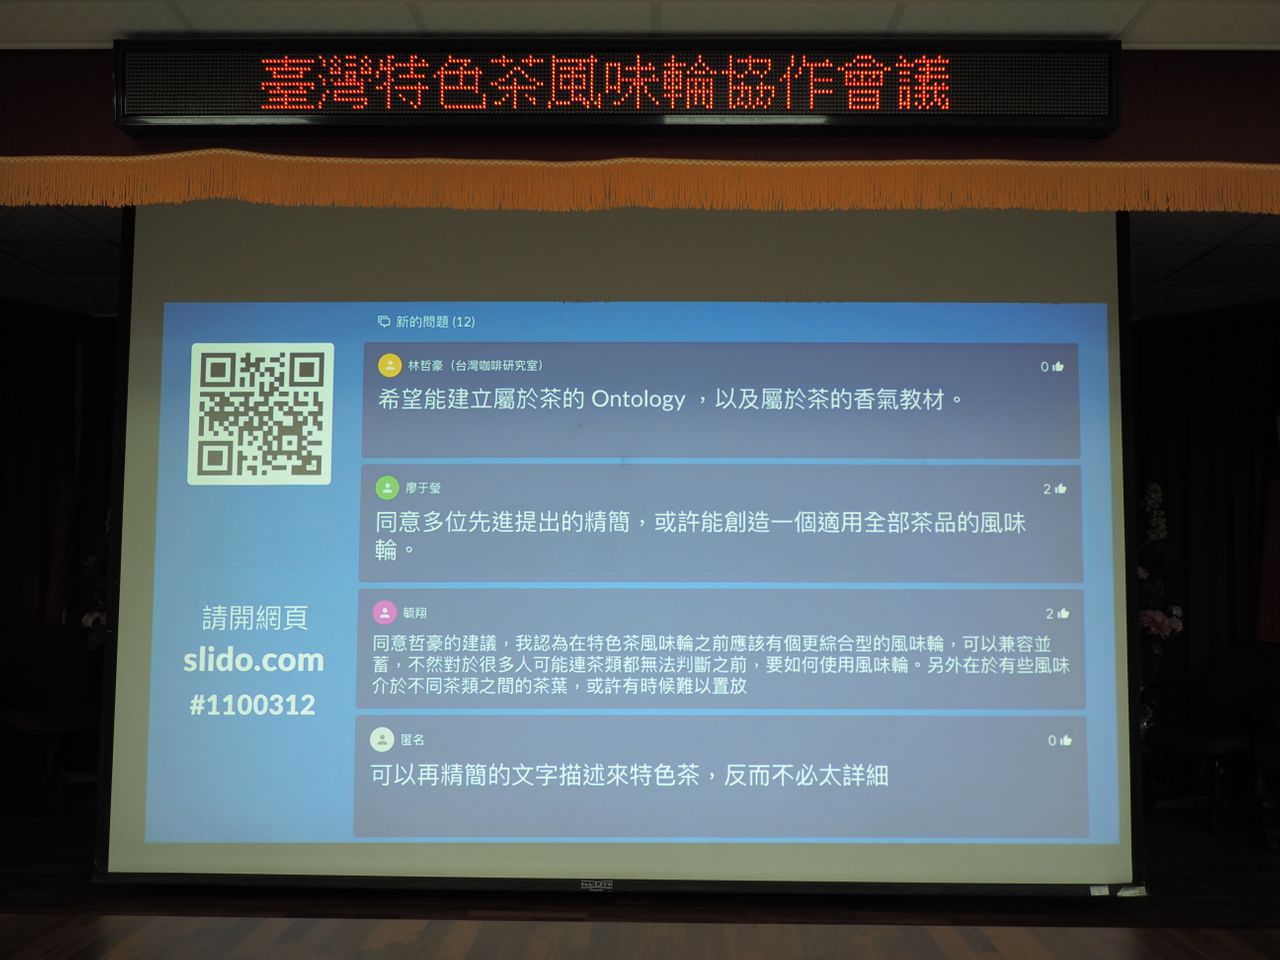 臺灣特色茶風味輪協作會議
新的問題 (12)
林哲豪（台灣咖啡研究室）
0
希望能建立屬於茶的 Ontology ，以及屬於茶的香氣教材。
廖于瑩
2
同意多位先進提出的精簡，或許能創造一個適用全部茶品的風味
輪。
毓翔
2
同意哲豪的建議，我認為在特色茶風味輪之前應該有個更綜合型的風味輪，可以兼容並
蓄，不然對於很多人可能連茶類都無法判斷之前，要如何使用風味輪。另外在於有些風味
介於不同茶類之間的茶葉，或許有時候難以置放
匿名
0
可以再精簡的文字描述來特色茶，反而不必太詳細
請開網頁
slido.com
#1100312
DA-LITE